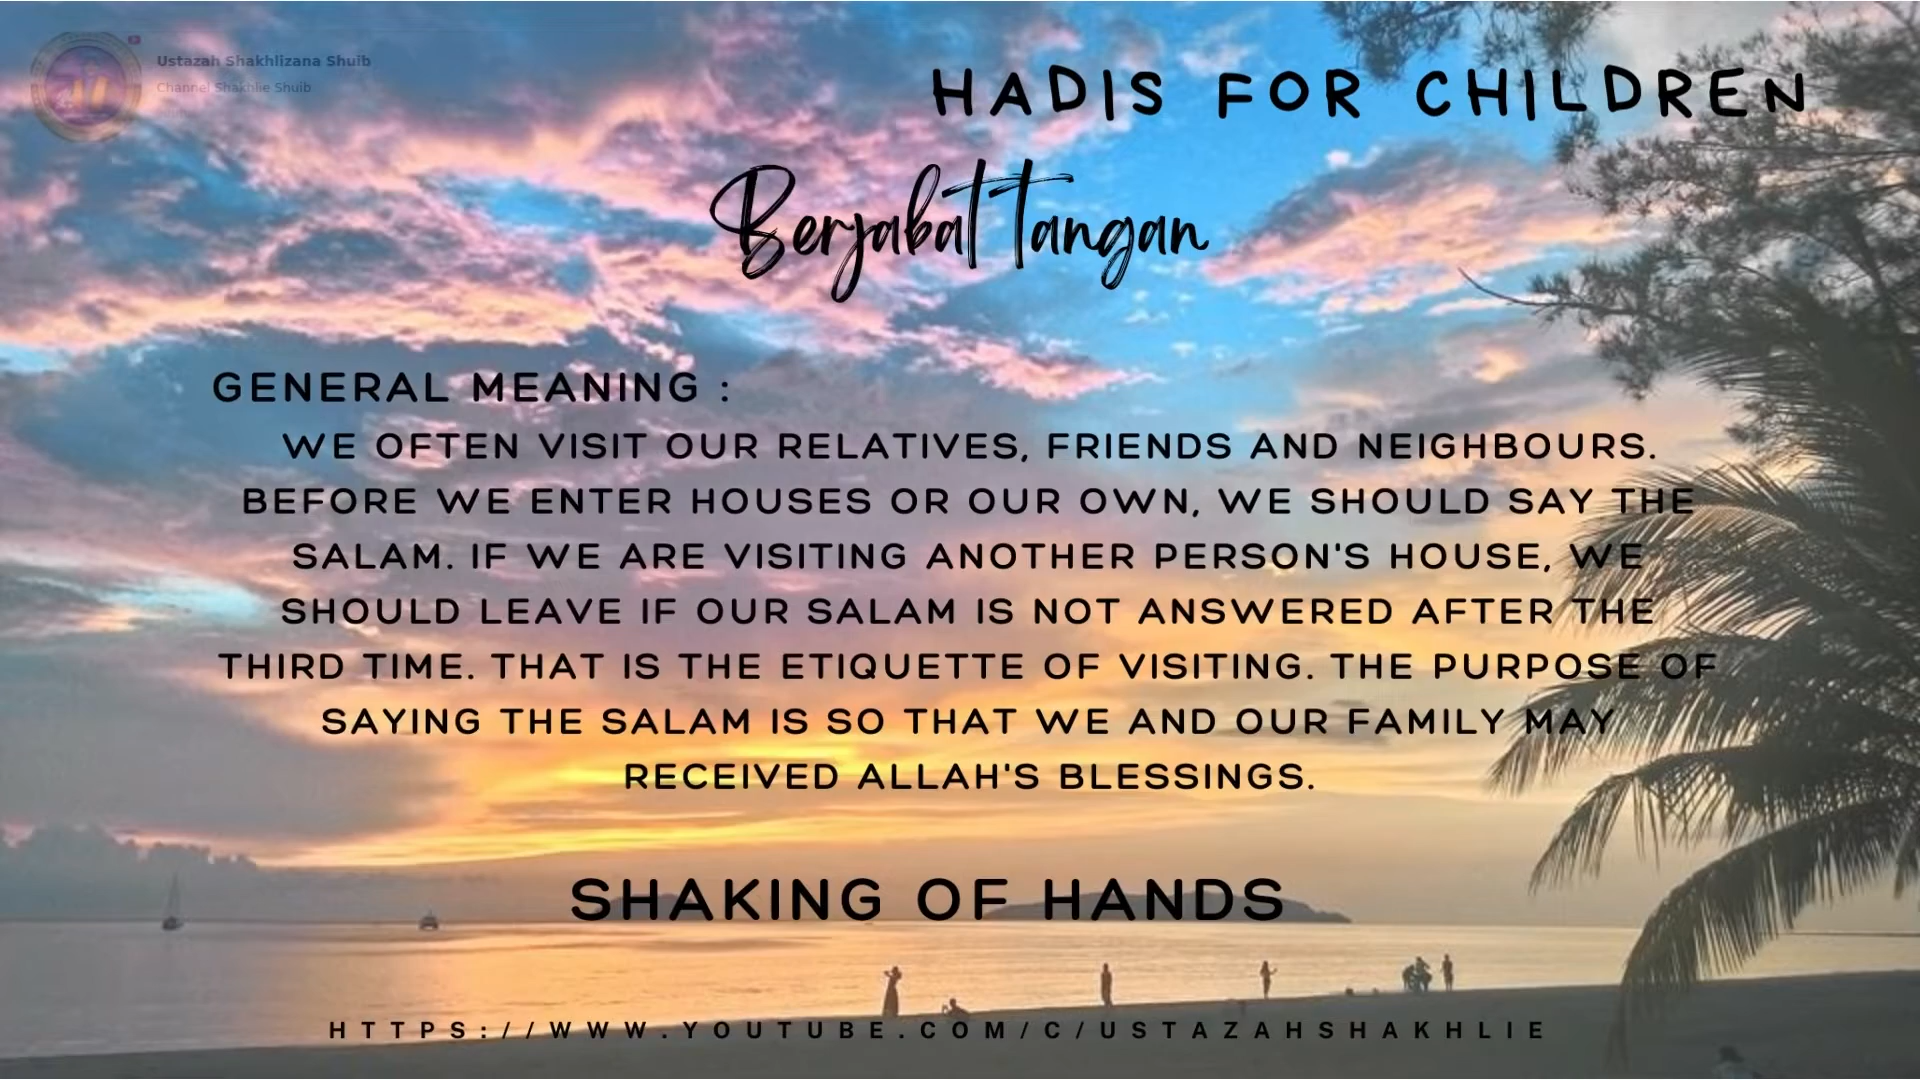 Ustazah Shakhlizana Shuib
Channel Shakhlie Shuib
HADIS FOR CHILDREN
Berjabat tangan
GENERAL MEANING :
WE OFTEN VISIT OUR RELATIVES, FRIENDS AND NEIGHBOURS.
BEFORE WE ENTER HOUSES OR OUR OWN, WE SHOULD SAY THE
SALAM. IF WE ARE VISITING ANOTHER PERSON'S HOUSE, WE
SHOULD LEAVE IF OUR SALAM IS NOT ANSWERED AFTER THE
THIRD TIME. THAT IS THE ETIQUETTE OF VISITING. THE PURPOSE OF
SAYING THE SALAM IS SO THAT WE AND OUR FAMILY MAY
RECEIVED ALLAH'S BLESSINGS.
SHAKING OF HANDS
HTTPS://WWW.YOUTUBE.COM/C/USTAZAHSHAKHLIE